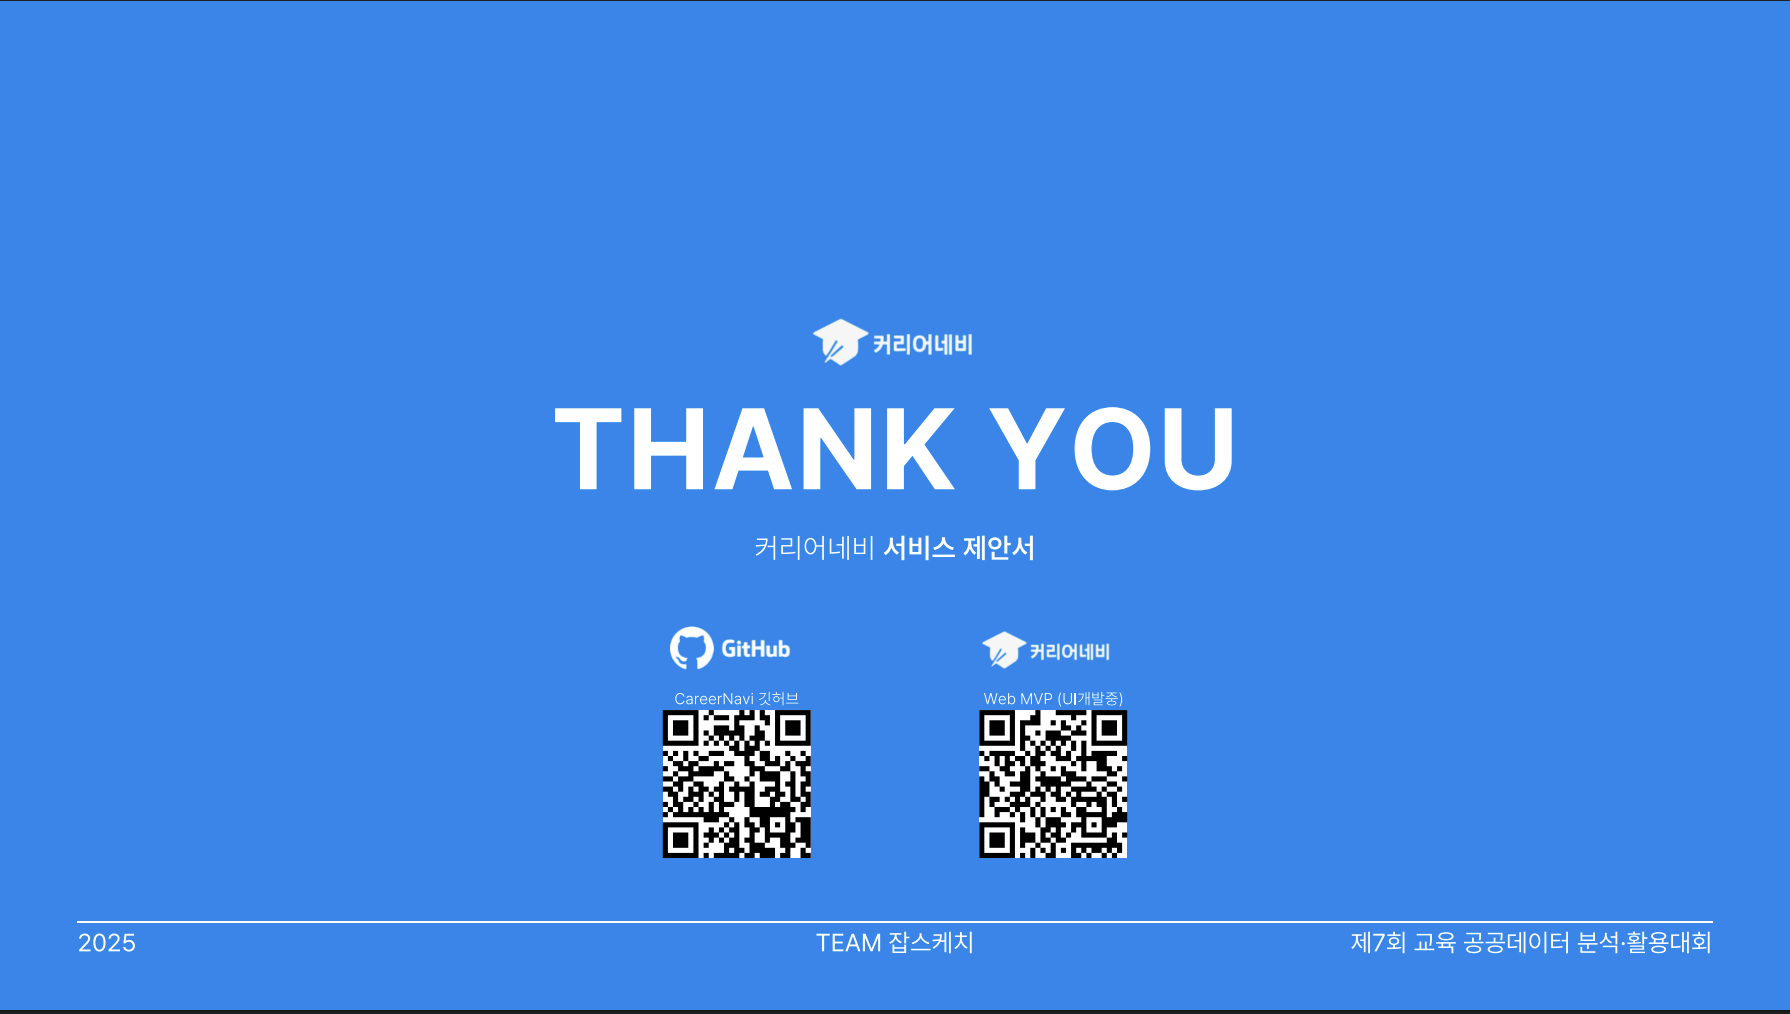 커리어네비
THANK YOU
커리어네비 서비스 제안서
GitHub
커리어네비
CareerNavi 깃허브
Web MVP (UI개발중)
2025
TEAM 잡스케치
제7회 교육 공공데이터 분석·활용대회